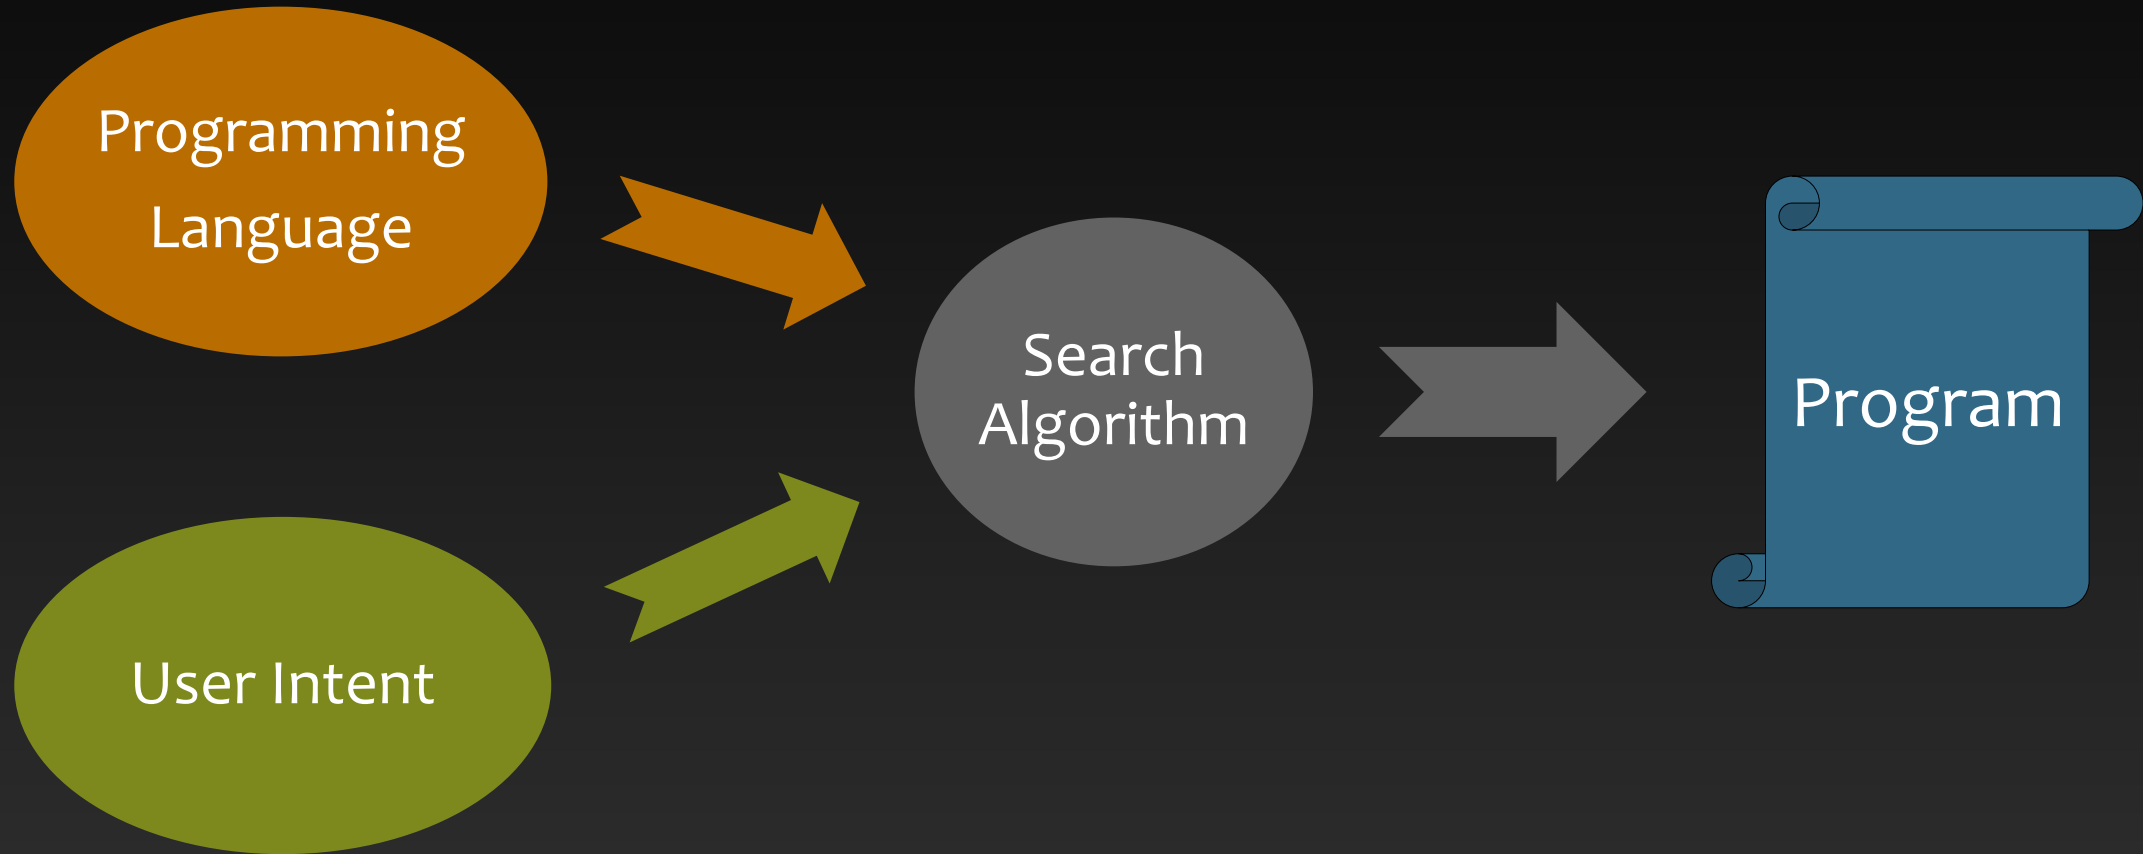 Programming
Language
User Intent
Search
Algorithm
Program